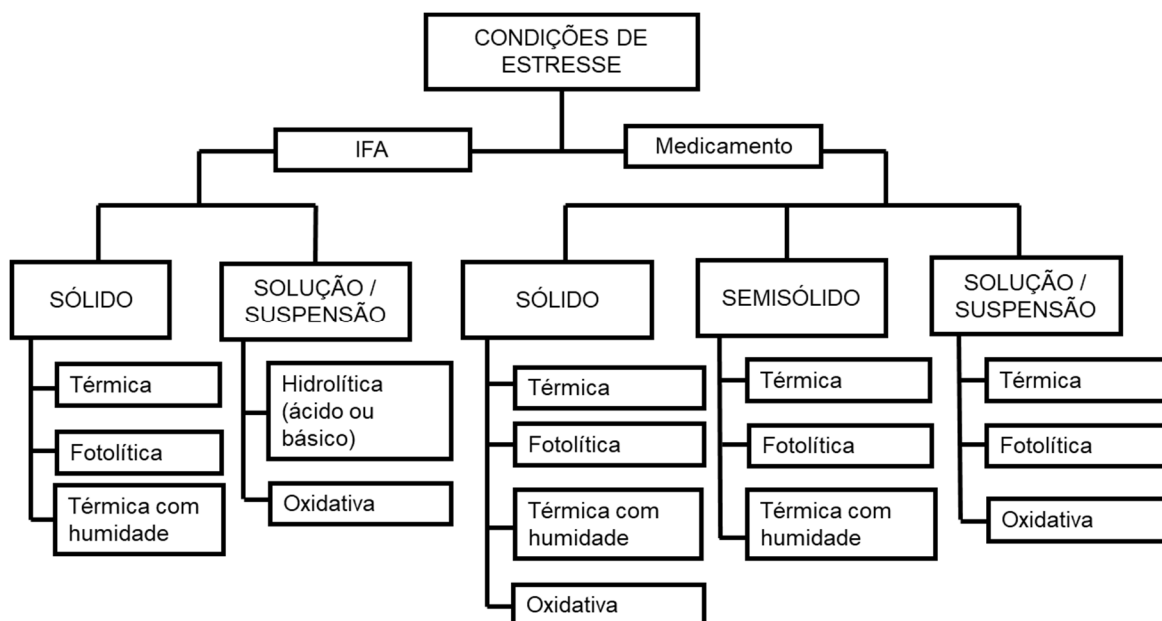 CONDIÇÕES DE
ESTRESSE
IFA
Medicamento
SÓLIDO
Térmica
Fotolítica
Térmica com
humidade
SOLUÇÃO /
SUSPENSÃO
Hidrolítica
(ácido ou
básico)
Oxidativa
SÓLIDO
Térmica
Fotolítica
Térmica com
humidade
Oxidativa
SEMISÓLIDO
Térmica
Fotolítica
Térmica com
humidade
SOLUÇÃO /
SUSPENSÃO
Térmica
Fotolítica
Oxidativa